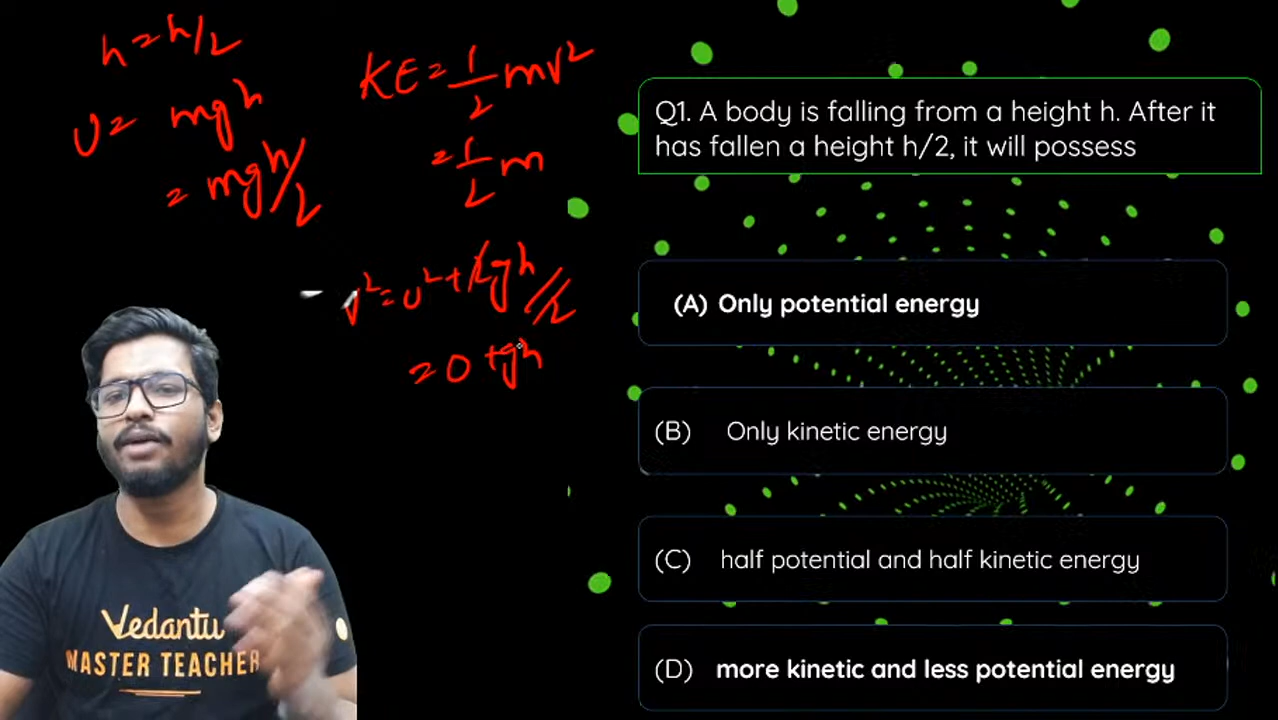 h = h/2
U = mgh
= mgh/2
KE = 1/2 mv²
= 1/2 m
v² = u² + 2gh/2
= 0 + gh
Q1. A body is falling from a height h. After it
has fallen a height h/2, it will possess
(A) Only potential energy
(B) Only kinetic energy
(C) half potential and half kinetic energy
(D) more kinetic and less potential energy
Vedantu
MASTER TEACHER